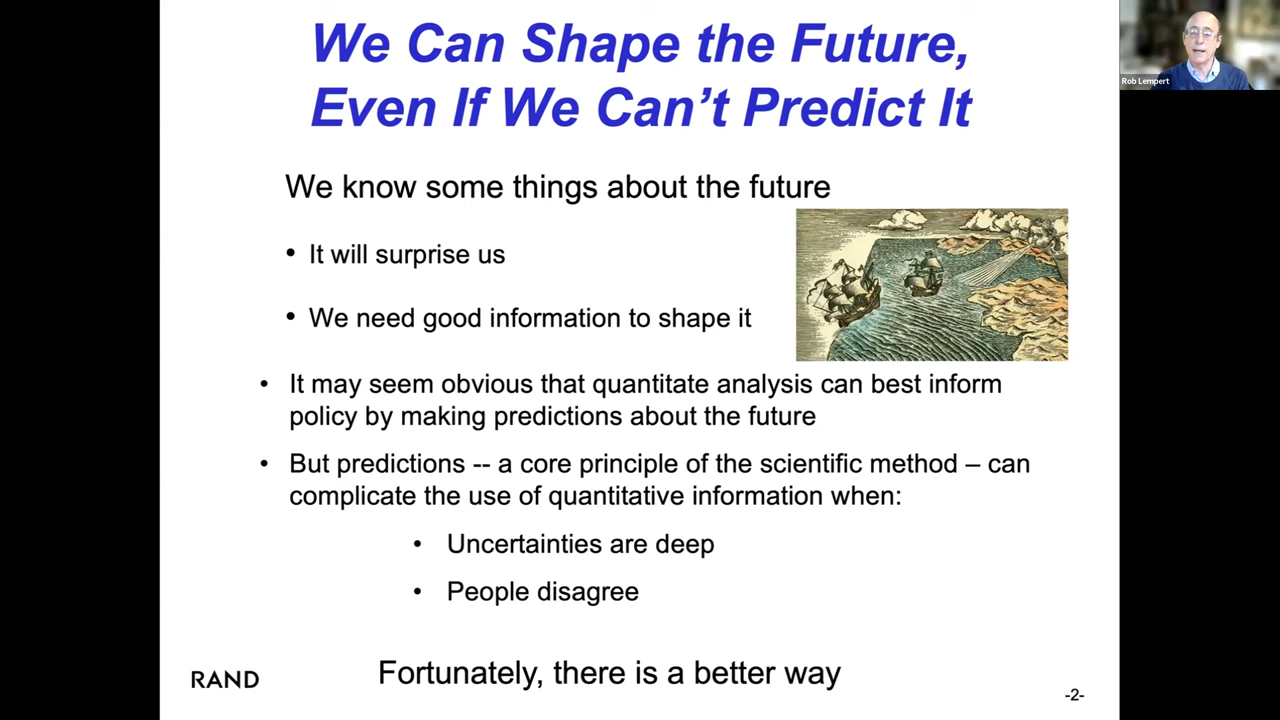 We Can Shape the Future,
Even If We Can't Predict It
Rob Lempert
We know some things about the future
• It will surprise us
• We need good information to shape it
• It may seem obvious that quantitate analysis can best inform
policy by making predictions about the future
• But predictions -- a core principle of the scientific method – can
complicate the use of quantitative information when:
• Uncertainties are deep
• People disagree
Fortunately, there is a better way
RAND
-2-